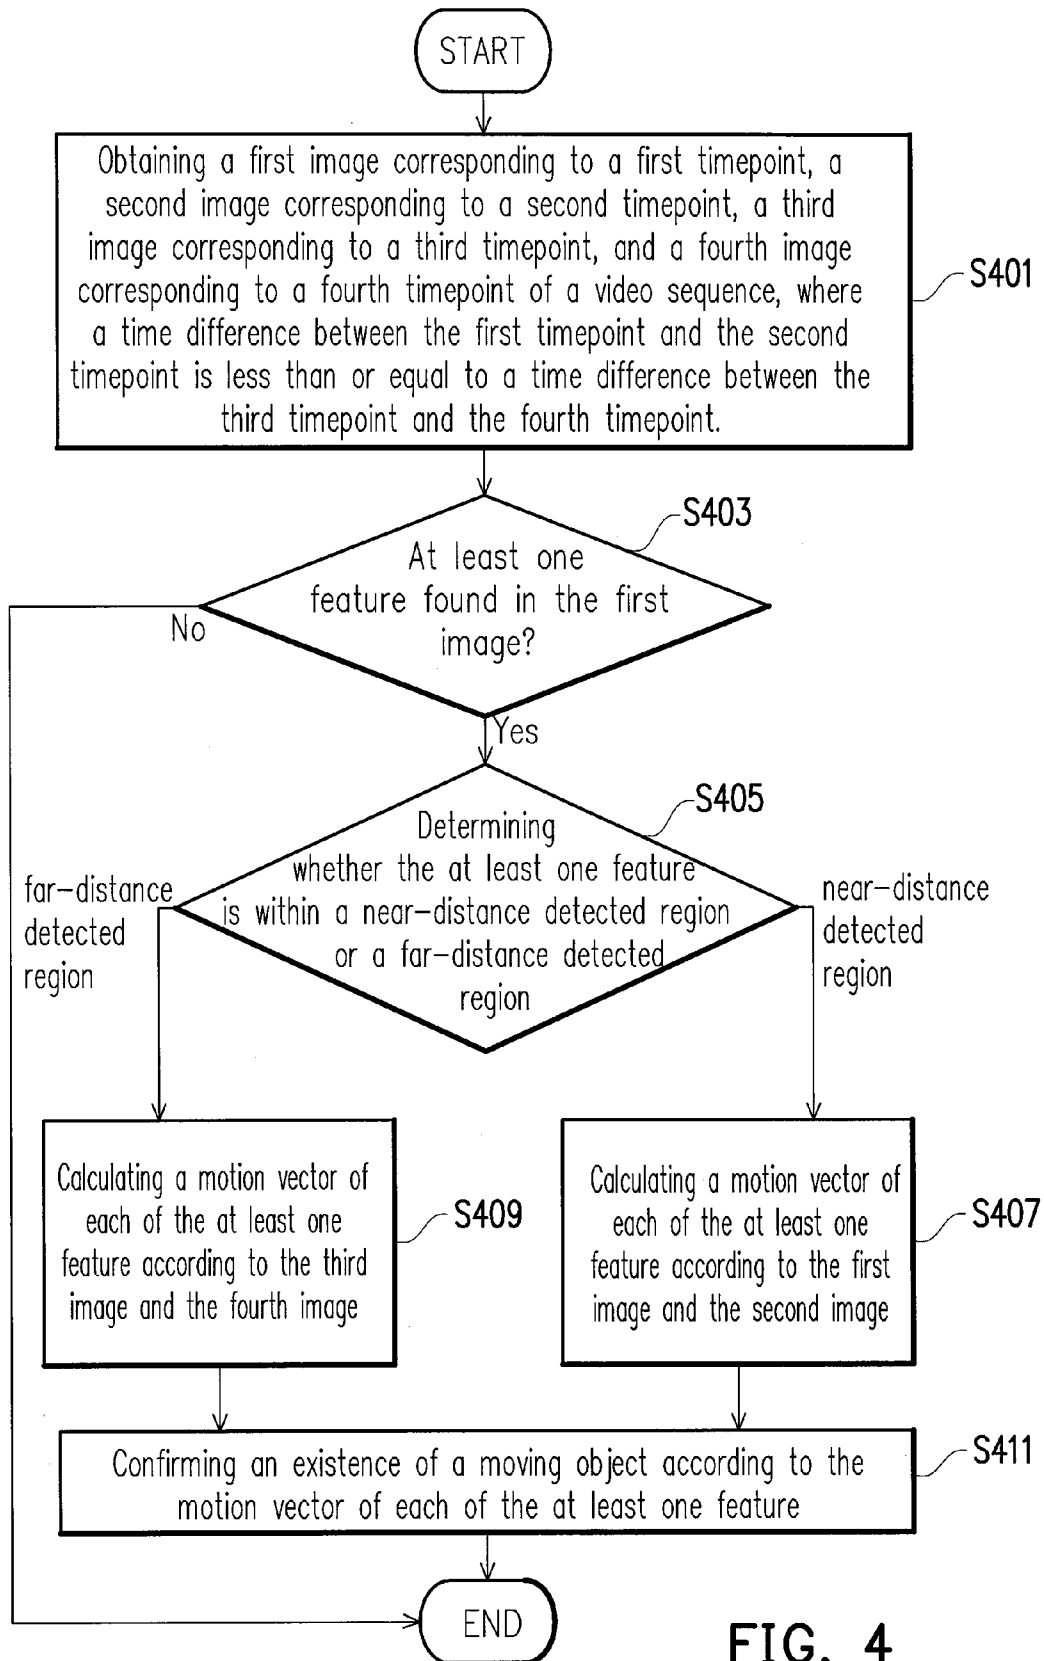 START
Obtaining a first image corresponding to a first timepoint, a
second image corresponding to a second timepoint, a third
image corresponding to a third timepoint, and a fourth image
corresponding to a fourth timepoint of a video sequence, where
a time difference between the first timepoint and the second
timepoint is less than or equal to a time difference between the
third timepoint and the fourth timepoint.
S401
S403
At least one
feature found in the first
image?
No
Yes
S405
Determining
whether the at least one feature
is within a near-distance detected region
or a far-distance detected
region
far-distance
detected
region
near-distance
detected
region
Calculating a motion vector of
each of the at least one
feature according to the third
image and the fourth image
S409
Calculating a motion vector of
each of the at least one
feature according to the first
image and the second image
S407
Confirming an existence of a moving object according to the
motion vector of each of the at least one feature
S411
END
FIG. 4